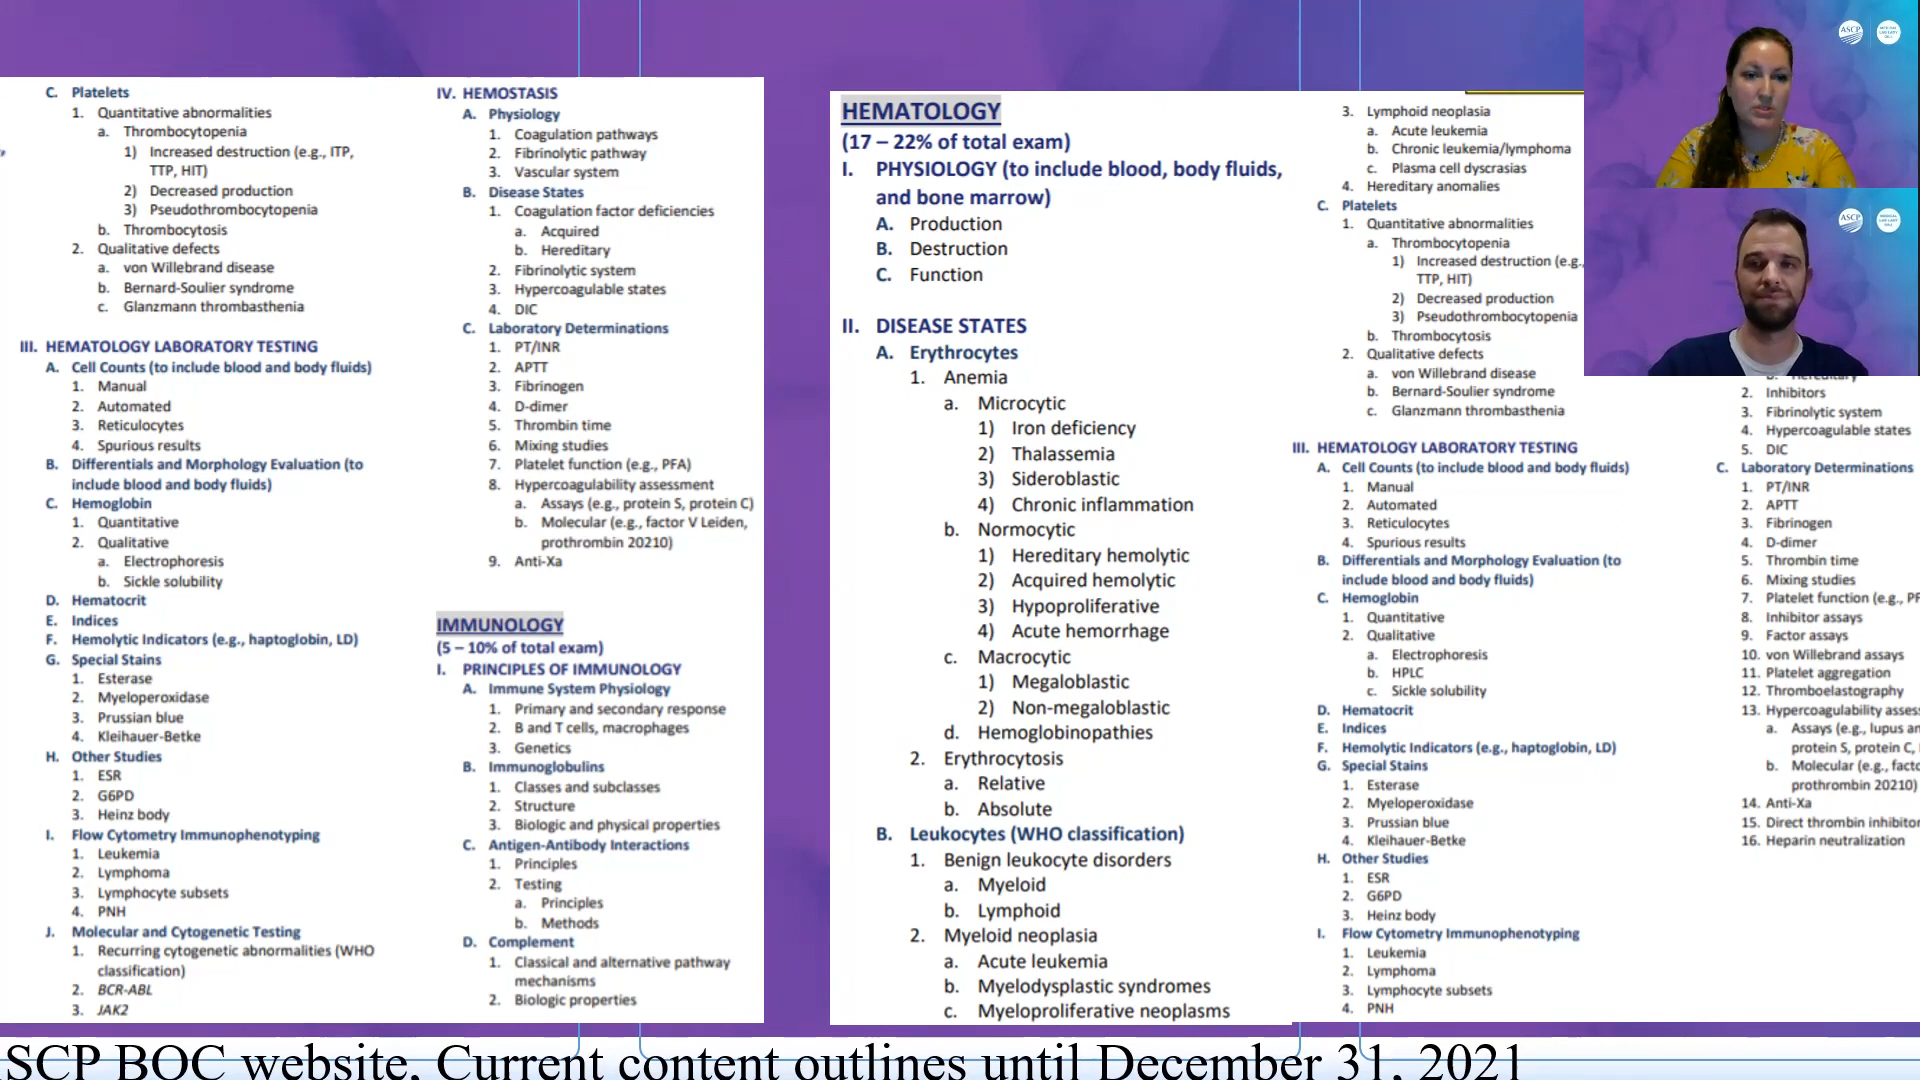 C. Platelets
1. Quantitative abnormalities
a. Thrombocytopenia
1) Increased destruction (e.g., ITP,
TTP, HIT)
2) Decreased production
3) Pseudothrombocytopenia
b. Thrombocytosis
2. Qualitative defects
a. von Willebrand disease
b. Bernard-Soulier syndrome
c. Glanzmann thrombasthenia
III. HEMATOLOGY LABORATORY TESTING
A. Cell Counts (to include blood and body fluids)
1. Manual
2. Automated
3. Reticulocytes
4. Spurious results
B. Differentials and Morphology Evaluation (to
include blood and body fluids)
C. Hemoglobin
1. Quantitative
2. Qualitative
a. Electrophoresis
b. Sickle solubility
D. Hematocrit
E. Indices
F. Hemolytic Indicators (e.g., haptoglobin, LD)
G. Special Stains
1. Esterase
2. Myeloperoxidase
3. Prussian blue
4. Kleihauer-Betke
H. Other Studies
1. ESR
2. G6PD
3. Heinz body
I. Flow Cytometry Immunophenotyping
1. Leukemia
2. Lymphoma
3. Lymphocyte subsets
4. PNH
J. Molecular and Cytogenetic Testing
1. Recurring cytogenetic abnormalities (WHO
classification)
2. BCR-ABL
3. JAK2
IV. HEMOSTASIS
A. Physiology
1. Coagulation pathways
2. Fibrinolytic pathway
3. Vascular system
B. Disease States
1. Coagulation factor deficiencies
a. Acquired
b. Hereditary
2. Fibrinolytic system
3. Hypercoagulable states
4. DIC
C. Laboratory Determinations
1. PT/INR
2. APTT
3. Fibrinogen
4. D-dimer
5. Thrombin time
6. Mixing studies
7. Platelet function (e.g., PFA)
8. Hypercoagulability assessment
a. Assays (e.g., protein S, protein C)
b. Molecular (e.g., factor V Leiden,
prothrombin 20210)
9. Anti-Xa
IMMUNOLOGY
(5 – 10% of total exam)
I. PRINCIPLES OF IMMUNOLOGY
A. Immune System Physiology
1. Primary and secondary response
2. B and T cells, macrophages
3. Genetics
B. Immunoglobulins
1. Classes and subclasses
2. Structure
3. Biologic and physical properties
C. Antigen-Antibody Interactions
1. Principles
2. Testing
a. Principles
b. Methods
D. Complement
1. Classical and alternative pathway
mechanisms
2. Biologic properties
HEMATOLOGY
(17 – 22% of total exam)
I. PHYSIOLOGY (to include blood, body fluids,
and bone marrow)
A. Production
B. Destruction
C. Function
II. DISEASE STATES
A. Erythrocytes
1. Anemia
a. Microcytic
1) Iron deficiency
2) Thalassemia
3) Sideroblastic
4) Chronic inflammation
b. Normocytic
1) Hereditary hemolytic
2) Acquired hemolytic
3) Hypoproliferative
4) Acute hemorrhage
c. Macrocytic
1) Megaloblastic
2) Non-megaloblastic
d. Hemoglobinopathies
2. Erythrocytosis
a. Relative
b. Absolute
B. Leukocytes (WHO classification)
1. Benign leukocyte disorders
a. Myeloid
b. Lymphoid
2. Myeloid neoplasia
a. Acute leukemia
b. Myelodysplastic syndromes
c. Myeloproliferative neoplasms
3. Lymphoid neoplasia
a. Acute leukemia
b. Chronic leukemia/lymphoma
c. Plasma cell dyscrasias
4. Hereditary anomalies
C. Platelets
1. Quantitative abnormalities
a. Thrombocytopenia
1) Increased destruction (e.g.,
TTP, HIT)
2) Decreased production
3) Pseudothrombocytopenia
b. Thrombocytosis
2. Qualitative defects
a. von Willebrand disease
b. Bernard-Soulier syndrome
c. Glanzmann thrombasthenia
III. HEMATOLOGY LABORATORY TESTING
A. Cell Counts (to include blood and body fluids)
1. Manual
2. Automated
3. Reticulocytes
4. Spurious results
B. Differentials and Morphology Evaluation (to
include blood and body fluids)
C. Hemoglobin
1. Quantitative
2. Qualitative
a. Electrophoresis
b. HPLC
c. Sickle solubility
D. Hematocrit
E. Indices
F. Hemolytic Indicators (e.g., haptoglobin, LD)
G. Special Stains
1. Esterase
2. Myeloperoxidase
3. Prussian blue
4. Kleihauer-Betke
H. Other Studies
1. ESR
2. G6PD
3. Heinz body
I. Flow Cytometry Immunophenotyping
1. Leukemia
2. Lymphoma
3. Lymphocyte subsets
4. PNH
2. Inhibitors
3. Fibrinolytic system
4. Hypercoagulable states
5. DIC
C. Laboratory Determinations
1. PT/INR
2. APTT
3. Fibrinogen
4. D-dimer
5. Thrombin time
6. Mixing studies
7. Platelet function (e.g., PF
8. Inhibitor assays
9. Factor assays
10. von Willebrand assays
11. Platelet aggregation
12. Thromboelastography
13. Hypercoagulability asses
a. Assays (e.g., lupus an
protein S, protein C,
b. Molecular (e.g., facto
prothrombin 20210)
14. Anti-Xa
15. Direct thrombin inhibitor
16. Heparin neutralization
ASCP
ASCP
SCP BOC website, Current content outlines until December 31, 2021